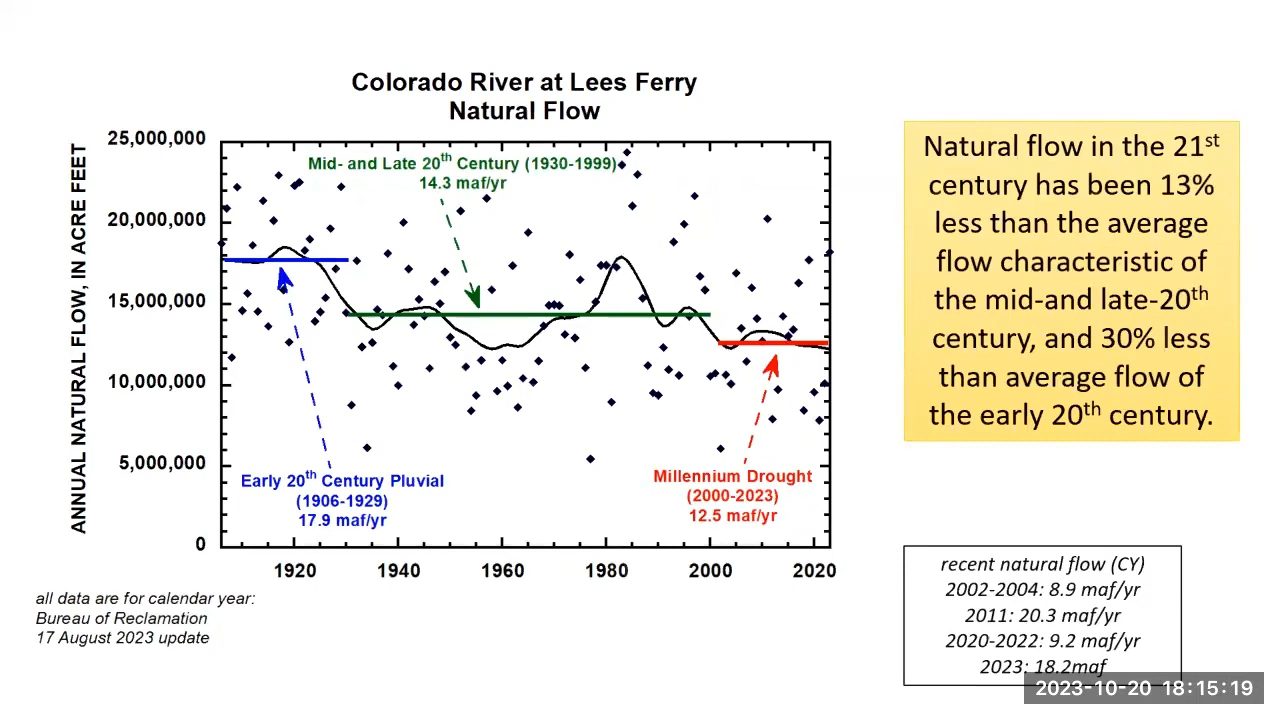 Colorado River at Lees Ferry
Natural Flow
ANNUAL NATURAL FLOW, IN ACRE FEET
25,000,000
20,000,000
15,000,000
10,000,000
5,000,000
0
Mid- and Late 20th Century (1930-1999)
14.3 maf/yr
Early 20th Century Pluvial
(1906-1929)
17.9 maf/yr
Millennium Drought
(2000-2023)
12.5 maf/yr
1920
1940
1960
1980
2000
2020
all data are for calendar year:
Bureau of Reclamation
17 August 2023 update
Natural flow in the 21st
century has been 13%
less than the average
flow characteristic of
the mid-and late-20th
century, and 30% less
than average flow of
the early 20th century.
recent natural flow (CY)
2002-2004: 8.9 maf/yr
2011: 20.3 maf/yr
2020-2022: 9.2 maf/yr
2023: 18.2maf
2023-10-20 18:15:19